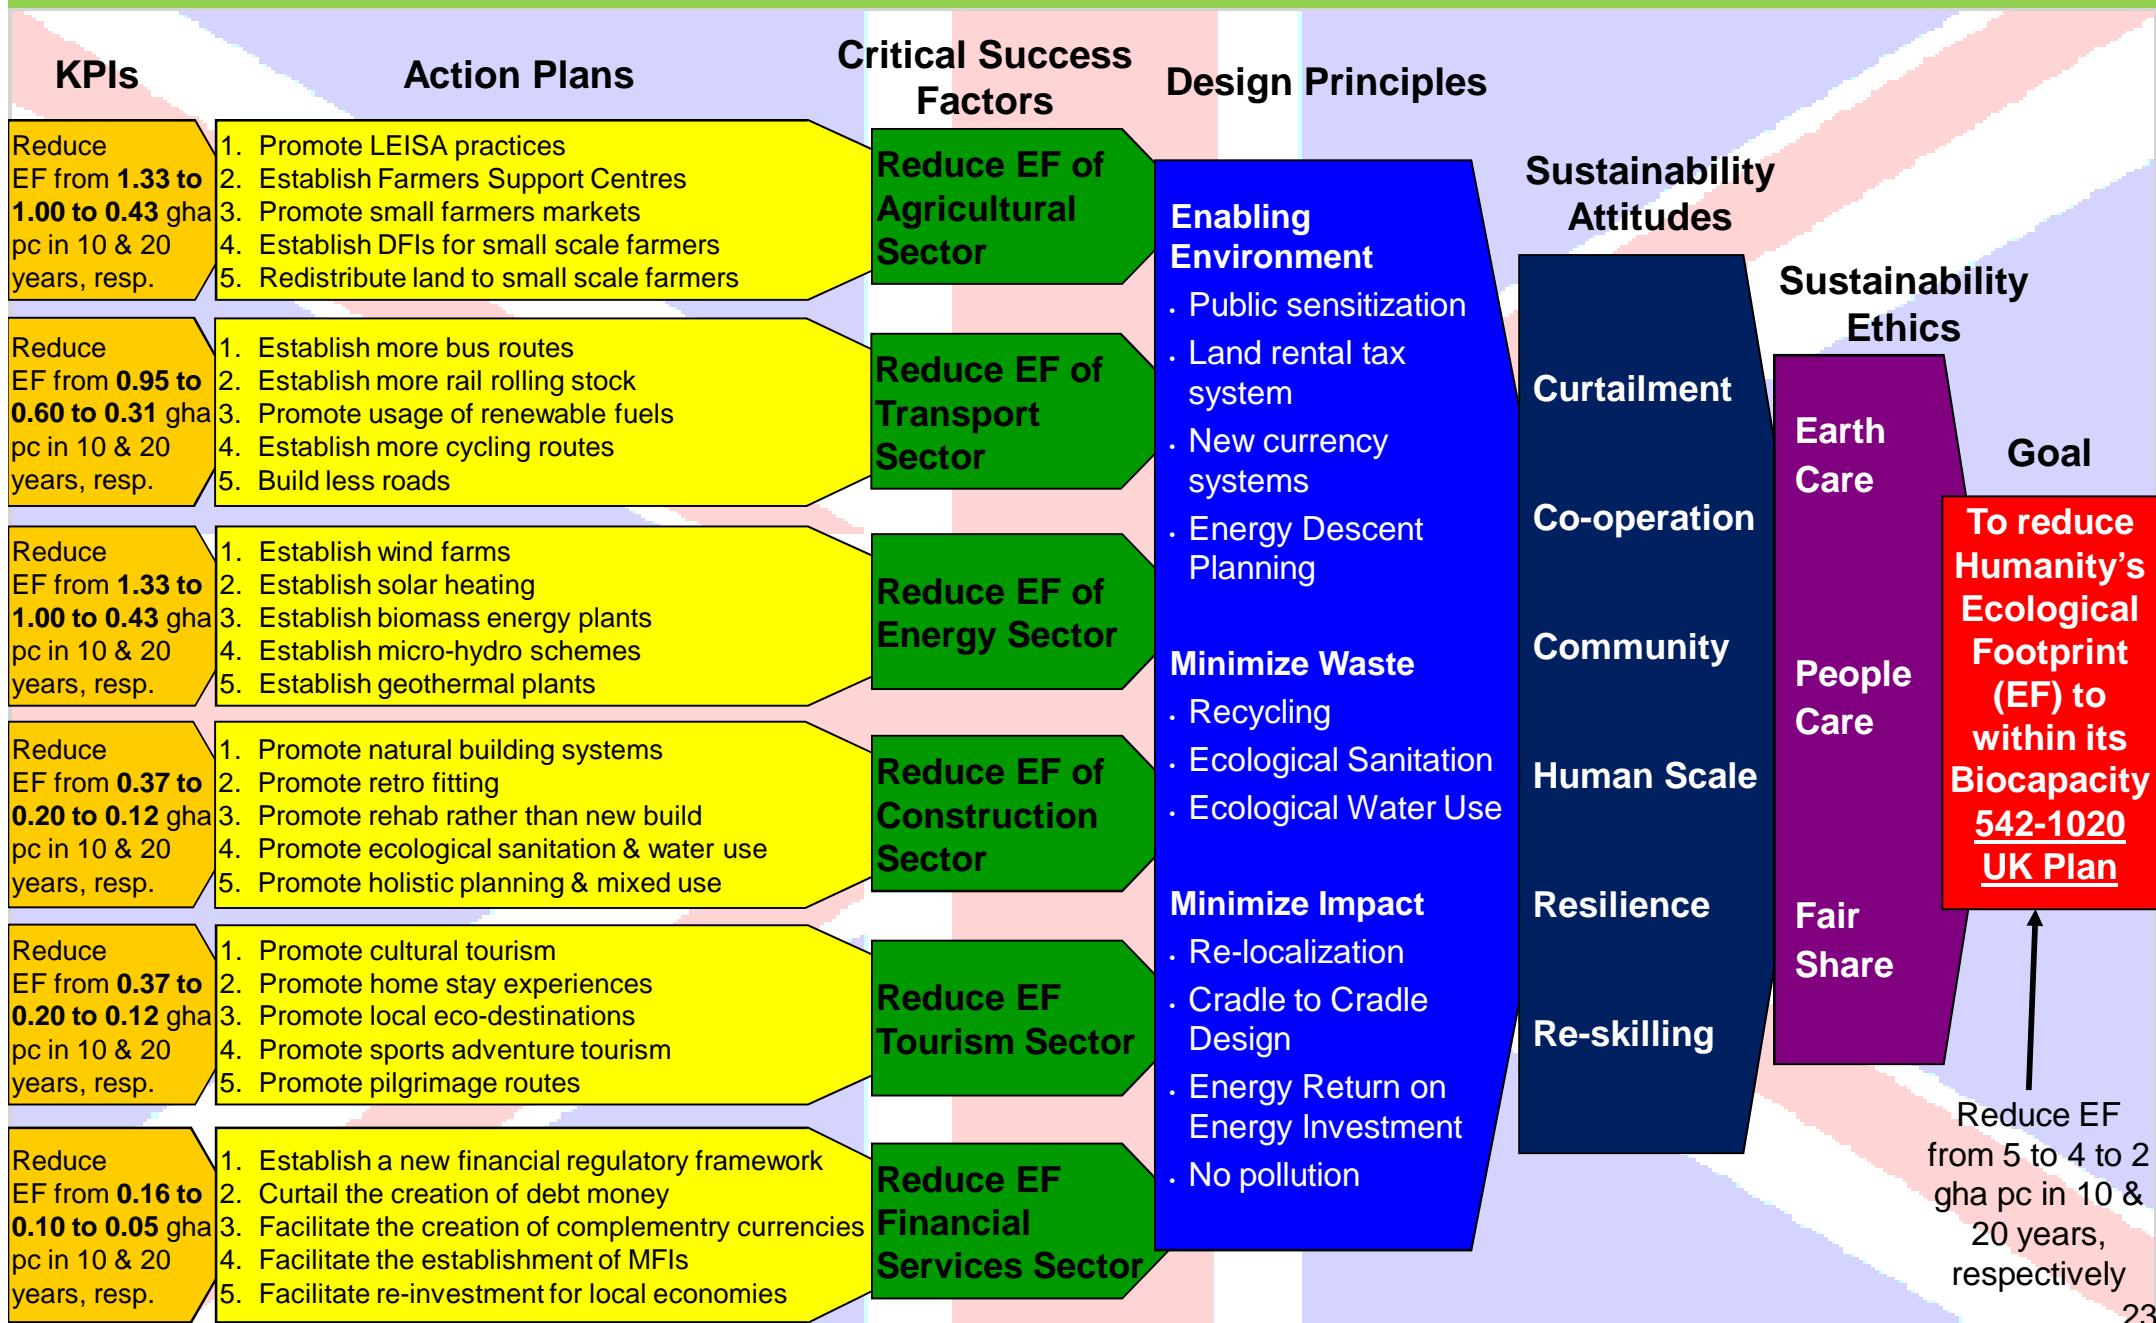 KPIs
Action Plans
Critical Success
Factors
Design Principles
Sustainability
Attitudes
Sustainability
Ethics
Goal
Reduce
EF from 1.33 to
1.00 to 0.43 gha
pc in 10 & 20
years, resp.
1. Promote LEISA practices
2. Establish Farmers Support Centres
3. Promote small farmers markets
4. Establish DFIs for small scale farmers
5. Redistribute land to small scale farmers
Reduce EF of
Agricultural
Sector
Reduce
EF from 0.95 to
0.60 to 0.31 gha
pc in 10 & 20
years, resp.
1. Establish more bus routes
2. Establish more rail rolling stock
3. Promote usage of renewable fuels
4. Establish more cycling routes
5. Build less roads
Reduce EF of
Transport
Sector
Reduce
EF from 1.33 to
1.00 to 0.43 gha
pc in 10 & 20
years, resp.
1. Establish wind farms
2. Establish solar heating
3. Establish biomass energy plants
4. Establish micro-hydro schemes
5. Establish geothermal plants
Reduce EF of
Energy Sector
Reduce
EF from 0.37 to
0.20 to 0.12 gha
pc in 10 & 20
years, resp.
1. Promote natural building systems
2. Promote retro fitting
3. Promote rehab rather than new build
4. Promote ecological sanitation & water use
5. Promote holistic planning & mixed use
Reduce EF of
Construction
Sector
Reduce
EF from 0.37 to
0.20 to 0.12 gha
pc in 10 & 20
years, resp.
1. Promote cultural tourism
2. Promote home stay experiences
3. Promote local eco-destinations
4. Promote sports adventure tourism
5. Promote pilgrimage routes
Reduce EF
Tourism Sector
Reduce
EF from 0.16 to
0.10 to 0.05 gha
pc in 10 & 20
years, resp.
1. Establish a new financial regulatory framework
2. Curtail the creation of debt money
3. Facilitate the creation of complementry currencies
4. Facilitate the establishment of MFIs
5. Facilitate re-investment for local economies
Reduce EF
Financial
Services Sector
Enabling
Environment
· Public sensitization
· Land rental tax
system
· New currency
systems
· Energy Descent
Planning
Minimize Waste
· Recycling
· Ecological Sanitation
· Ecological Water Use
Minimize Impact
· Re-localization
· Cradle to Cradle
Design
· Energy Return on
Energy Investment
· No pollution
Curtailment
Co-operation
Community
Human Scale
Resilience
Re-skilling
Earth
Care
People
Care
Fair
Share
To reduce
Humanity’s
Ecological
Footprint
(EF) to
within its
Biocapacity
542-1020
UK Plan
Reduce EF
from 5 to 4 to 2
gha pc in 10 &
20 years,
respectively
23